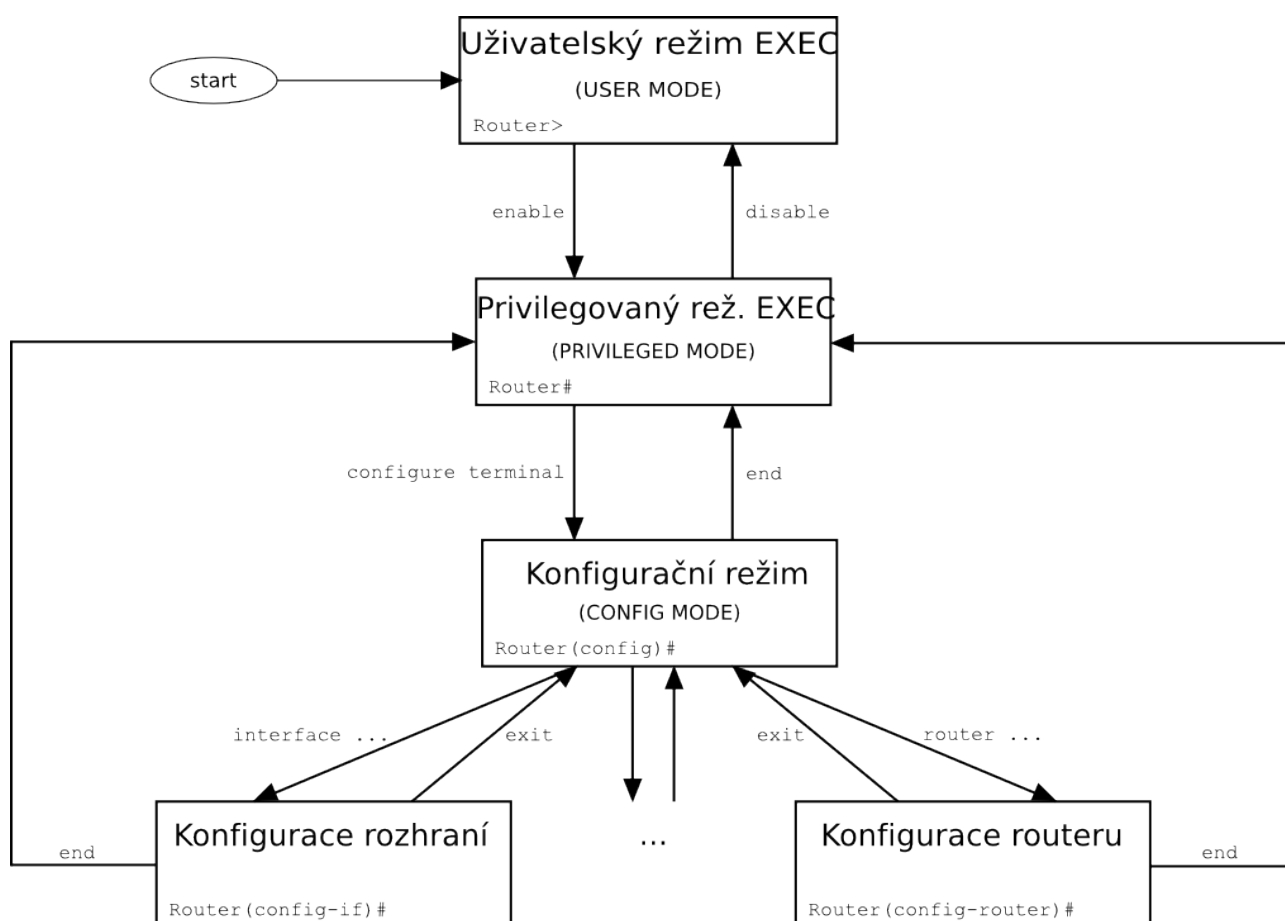 Uživatelský režim EXEC
start
(USER MODE)
Router>
enable
disable
Privilegovaný rež. EXEC
(PRIVILEGED MODE)
Router#
configure terminal
end
Konfigurační režim
(CONFIG MODE)
Router(config)#
interface ...
exit
exit
router ...
Konfigurace rozhraní
...
Konfigurace routeru
end
end
Router(config-if)#
Router(config-router)#